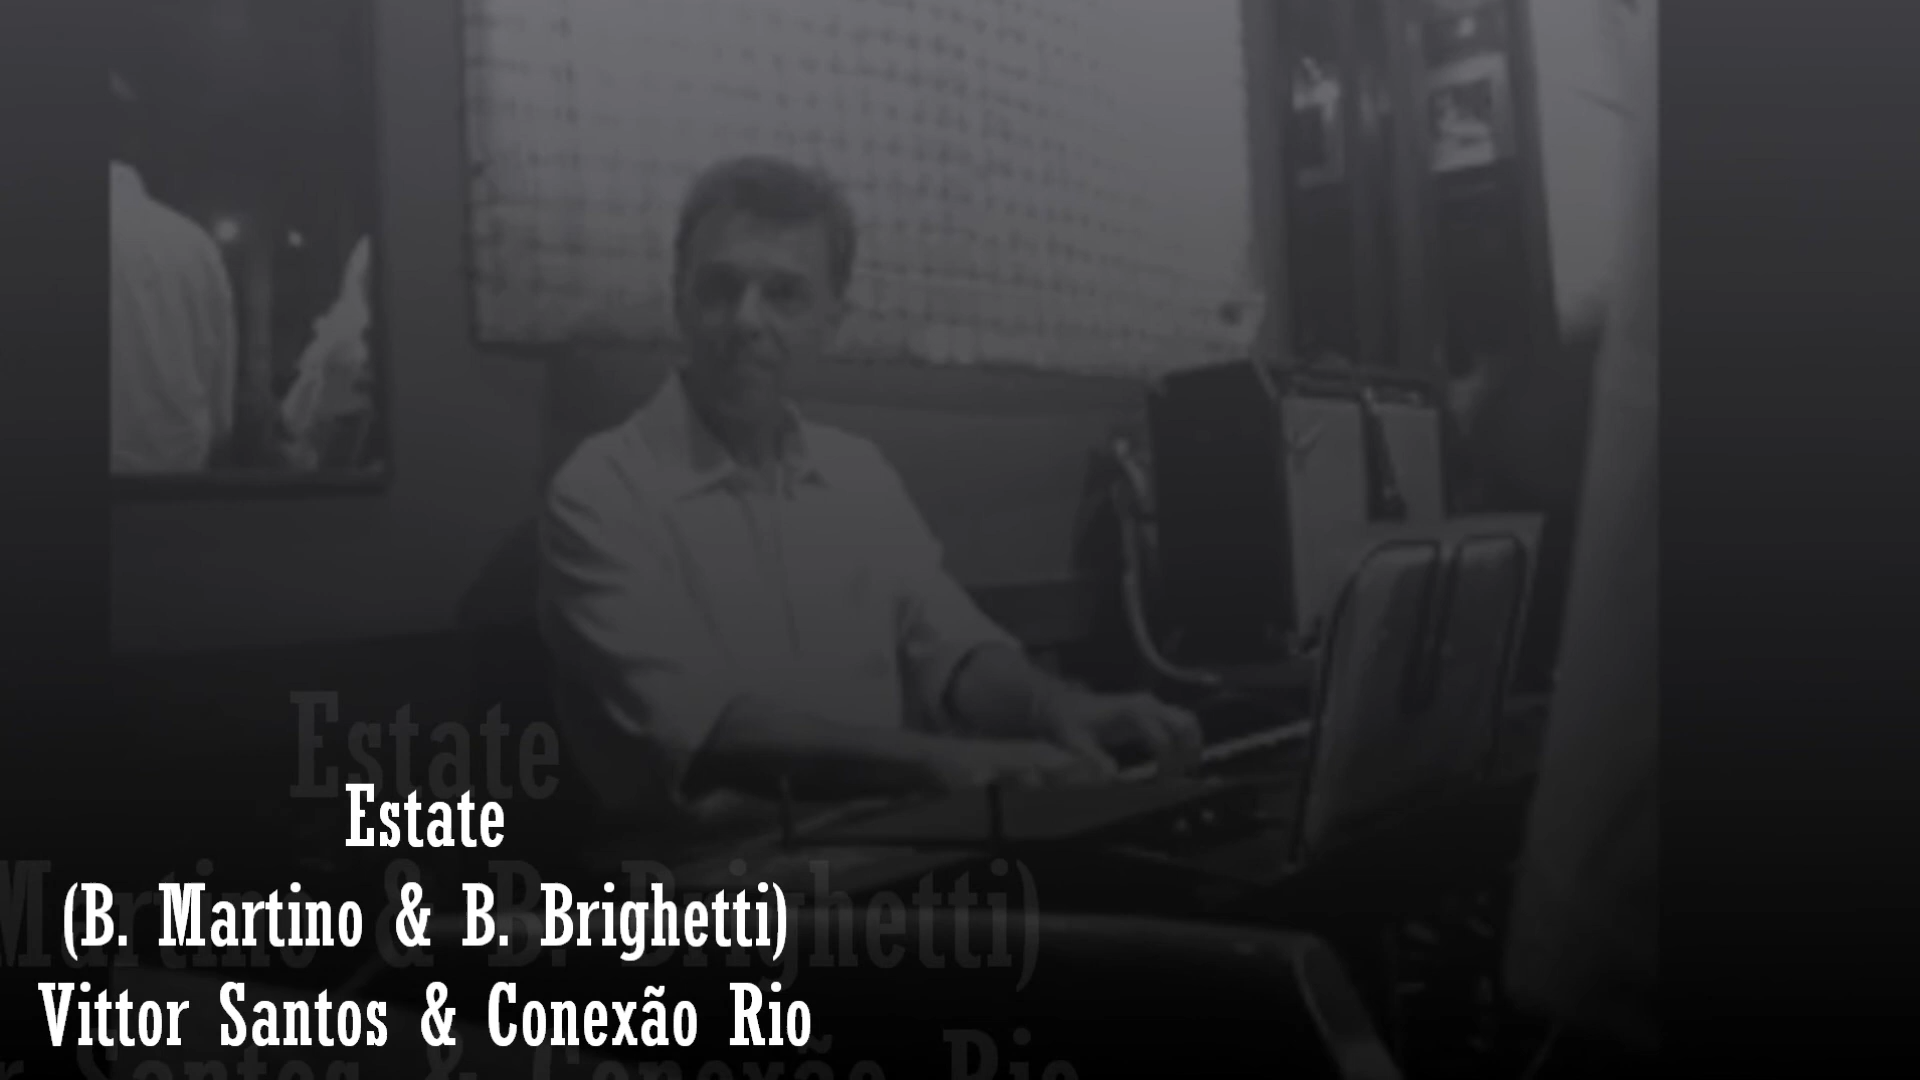 Estate
(B. Martino & B. Brighetti)
Vittor Santos & Conexão Rio